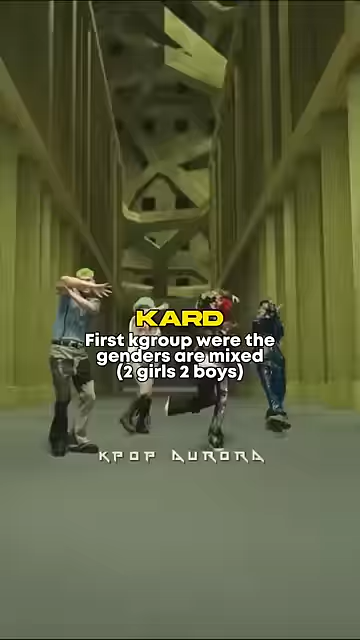 KARD
First kgroup were the
genders are mixed
(2 girls 2 boys)
KPOP AURORA